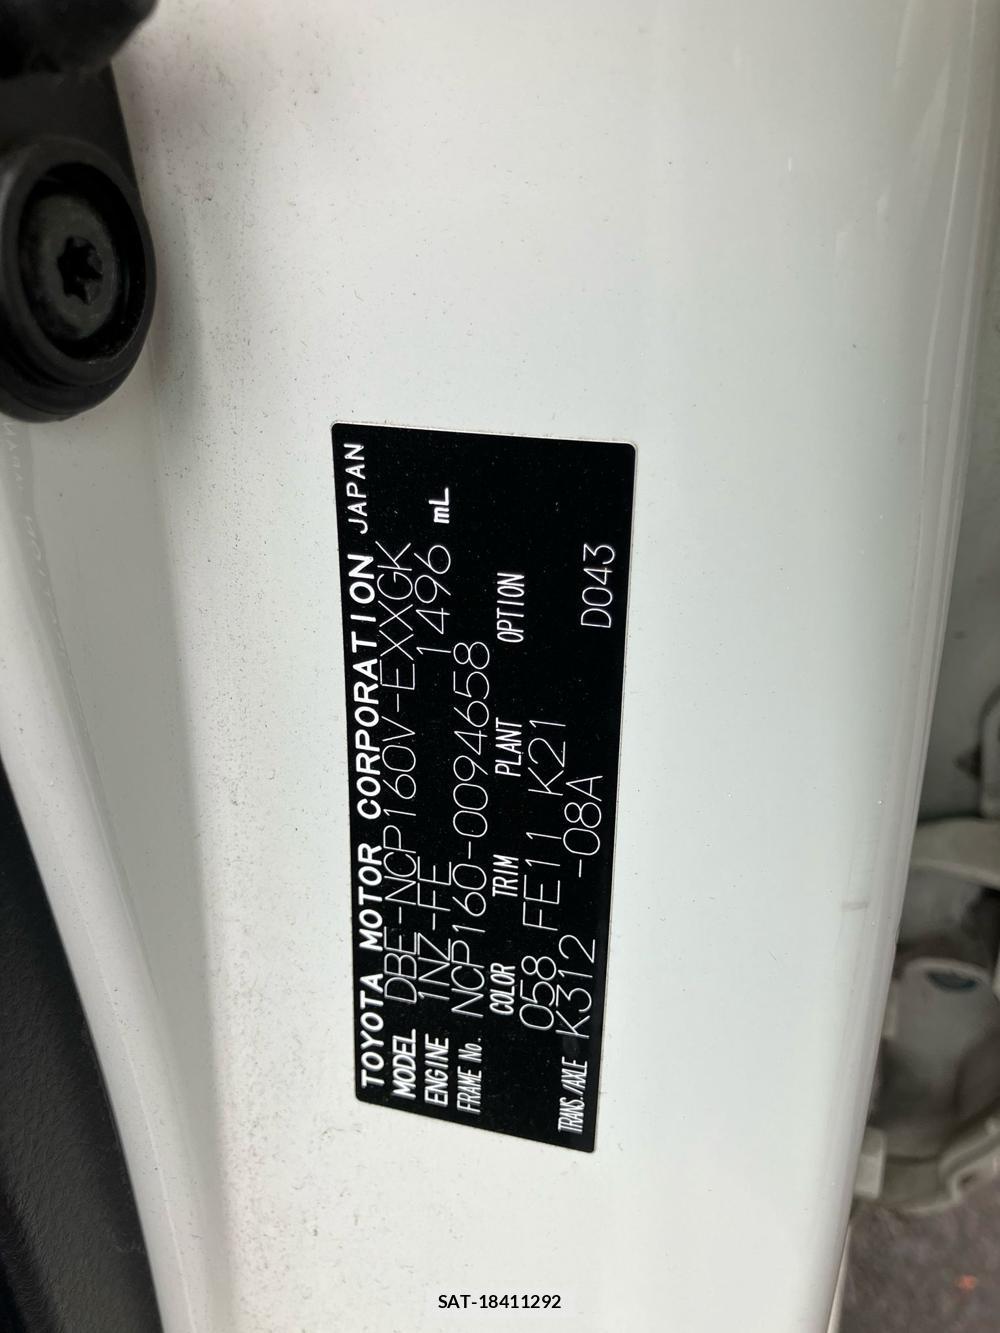 TOYOTA MOTOR CORPORATION JAPAN
MODEL DBE-NCP160V-EXXGK
ENGINE 1NZ-FE 1496 mL
FRAME No. NCP160-0094658
COLOR TRIM PLANT OPTION
058 FE11 K21
TRANS./AXLE K312 -08A D043
SAT-18411292